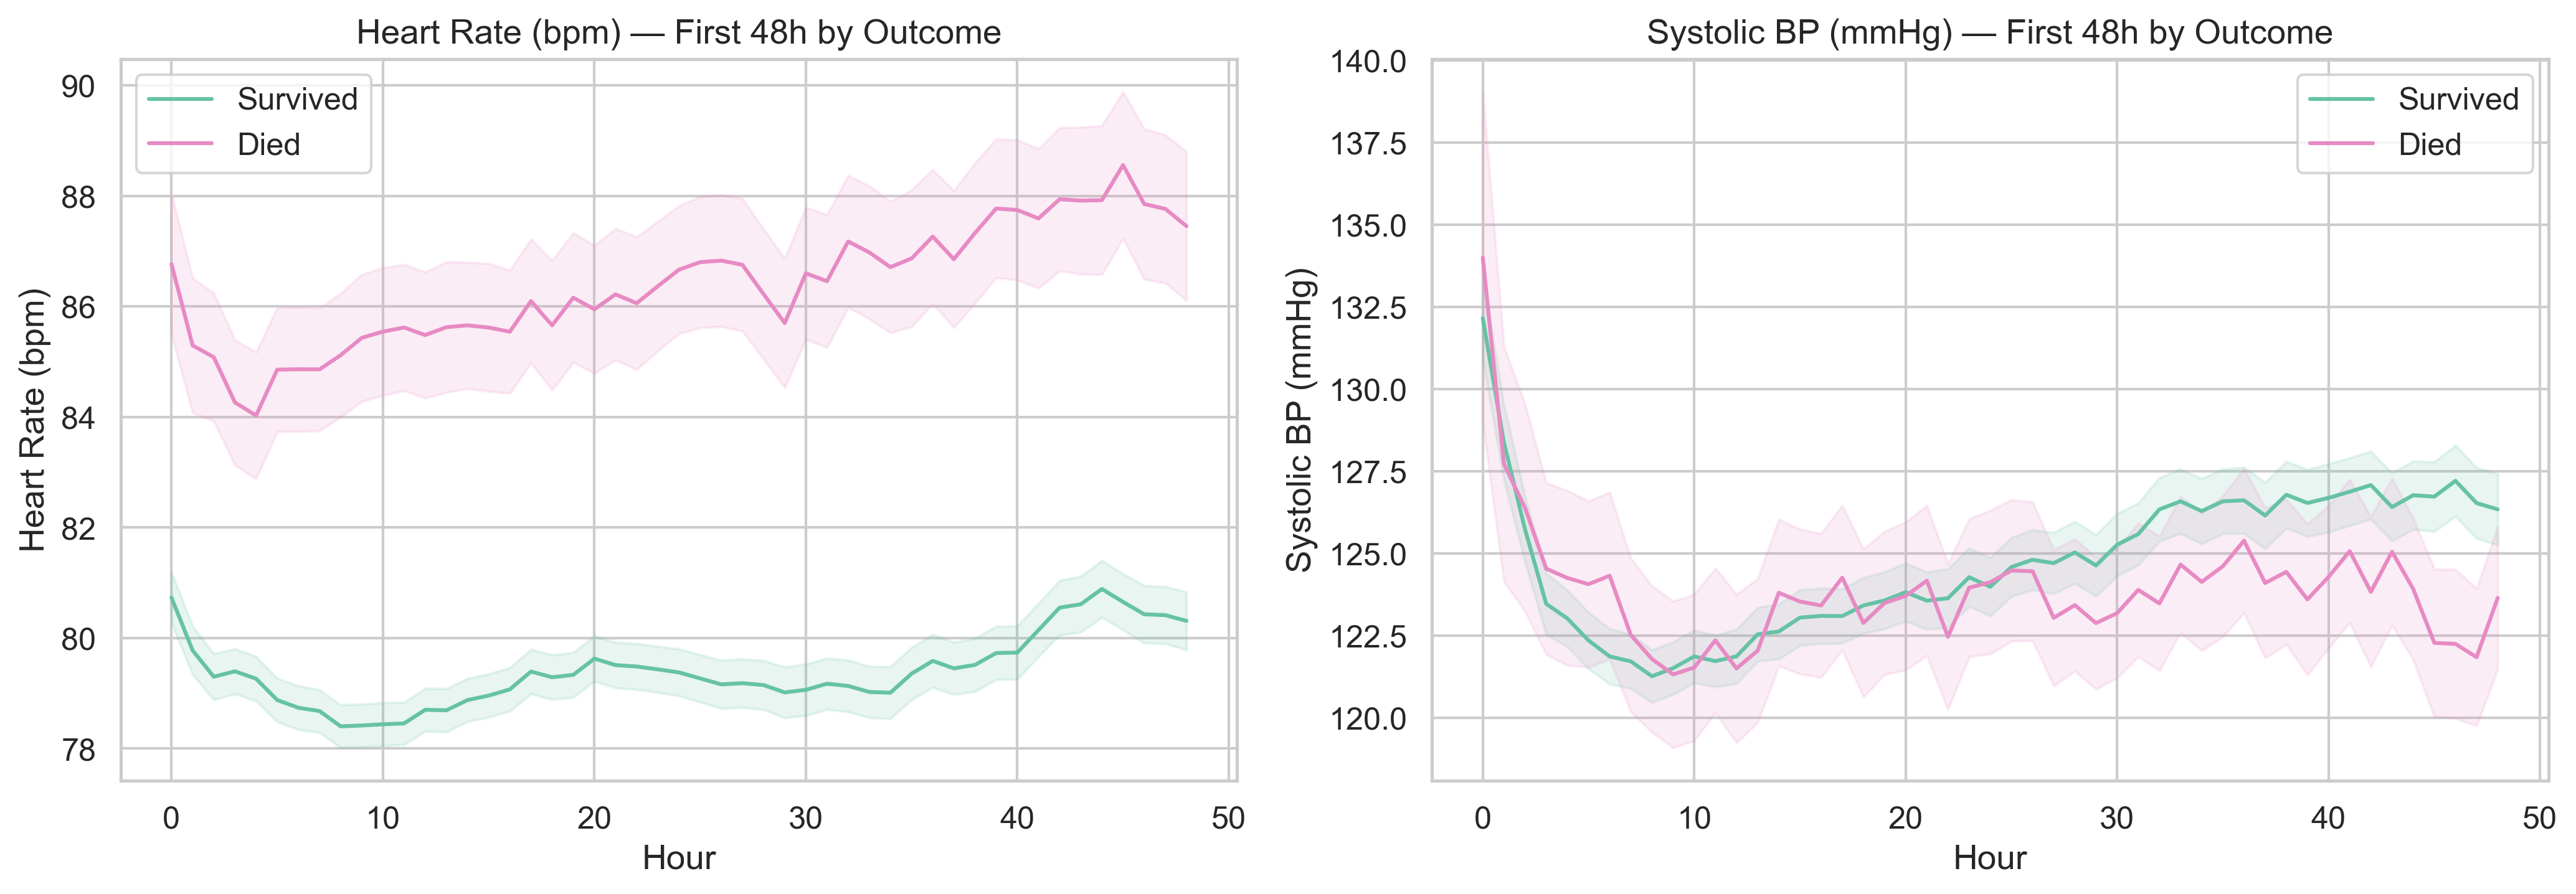 Heart Rate (bpm) — First 48h by Outcome
Survived
Died
Heart Rate (bpm)
90
88
86
84
82
80
78
0 10 20 30 40 50
Hour
Systolic BP (mmHg) — First 48h by Outcome
Survived
Died
Systolic BP (mmHg)
140.0
137.5
135.0
132.5
130.0
127.5
125.0
122.5
120.0
0 10 20 30 40 50
Hour